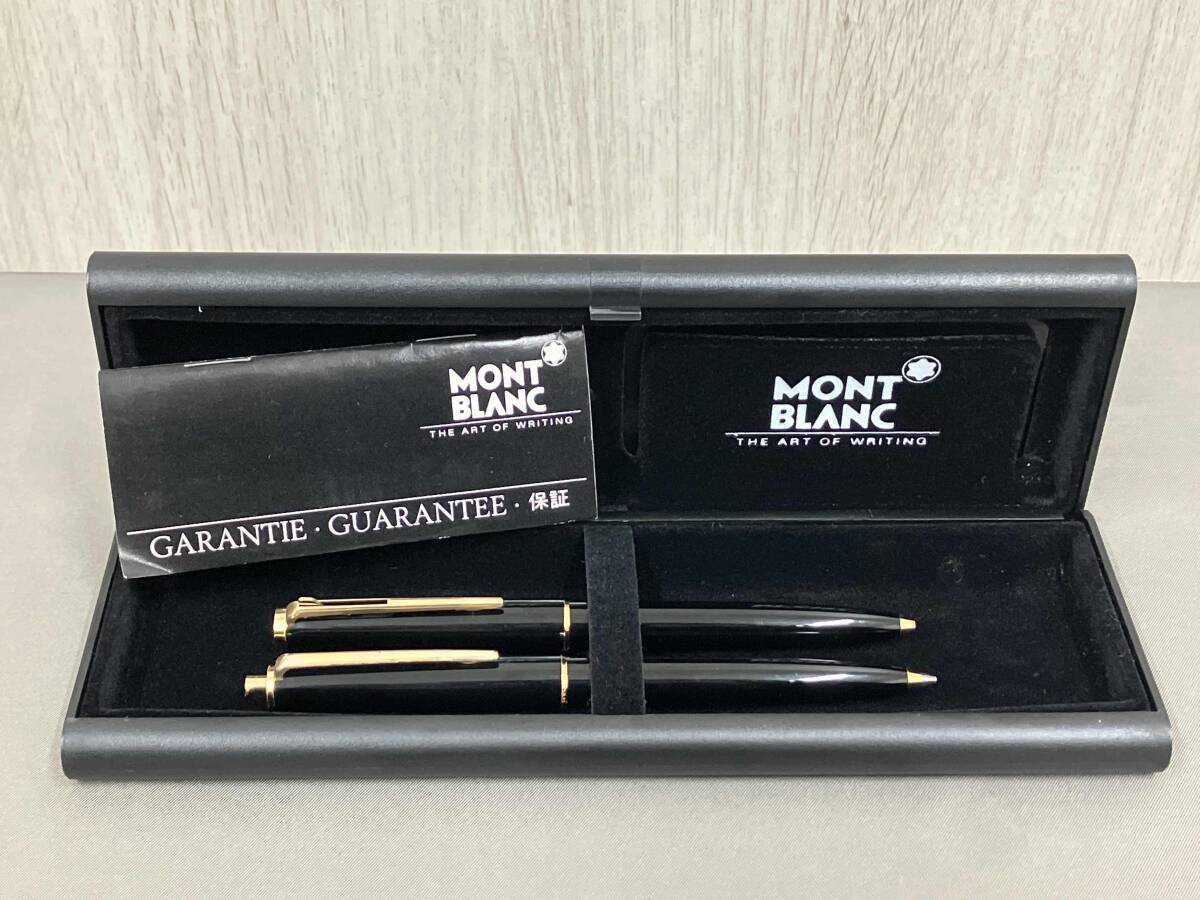 MONT
BLANC
THE ART OF WRITING
GARANTIE · GUARANTEE · 保証
MONT
BLANC
THE ART OF WRITING